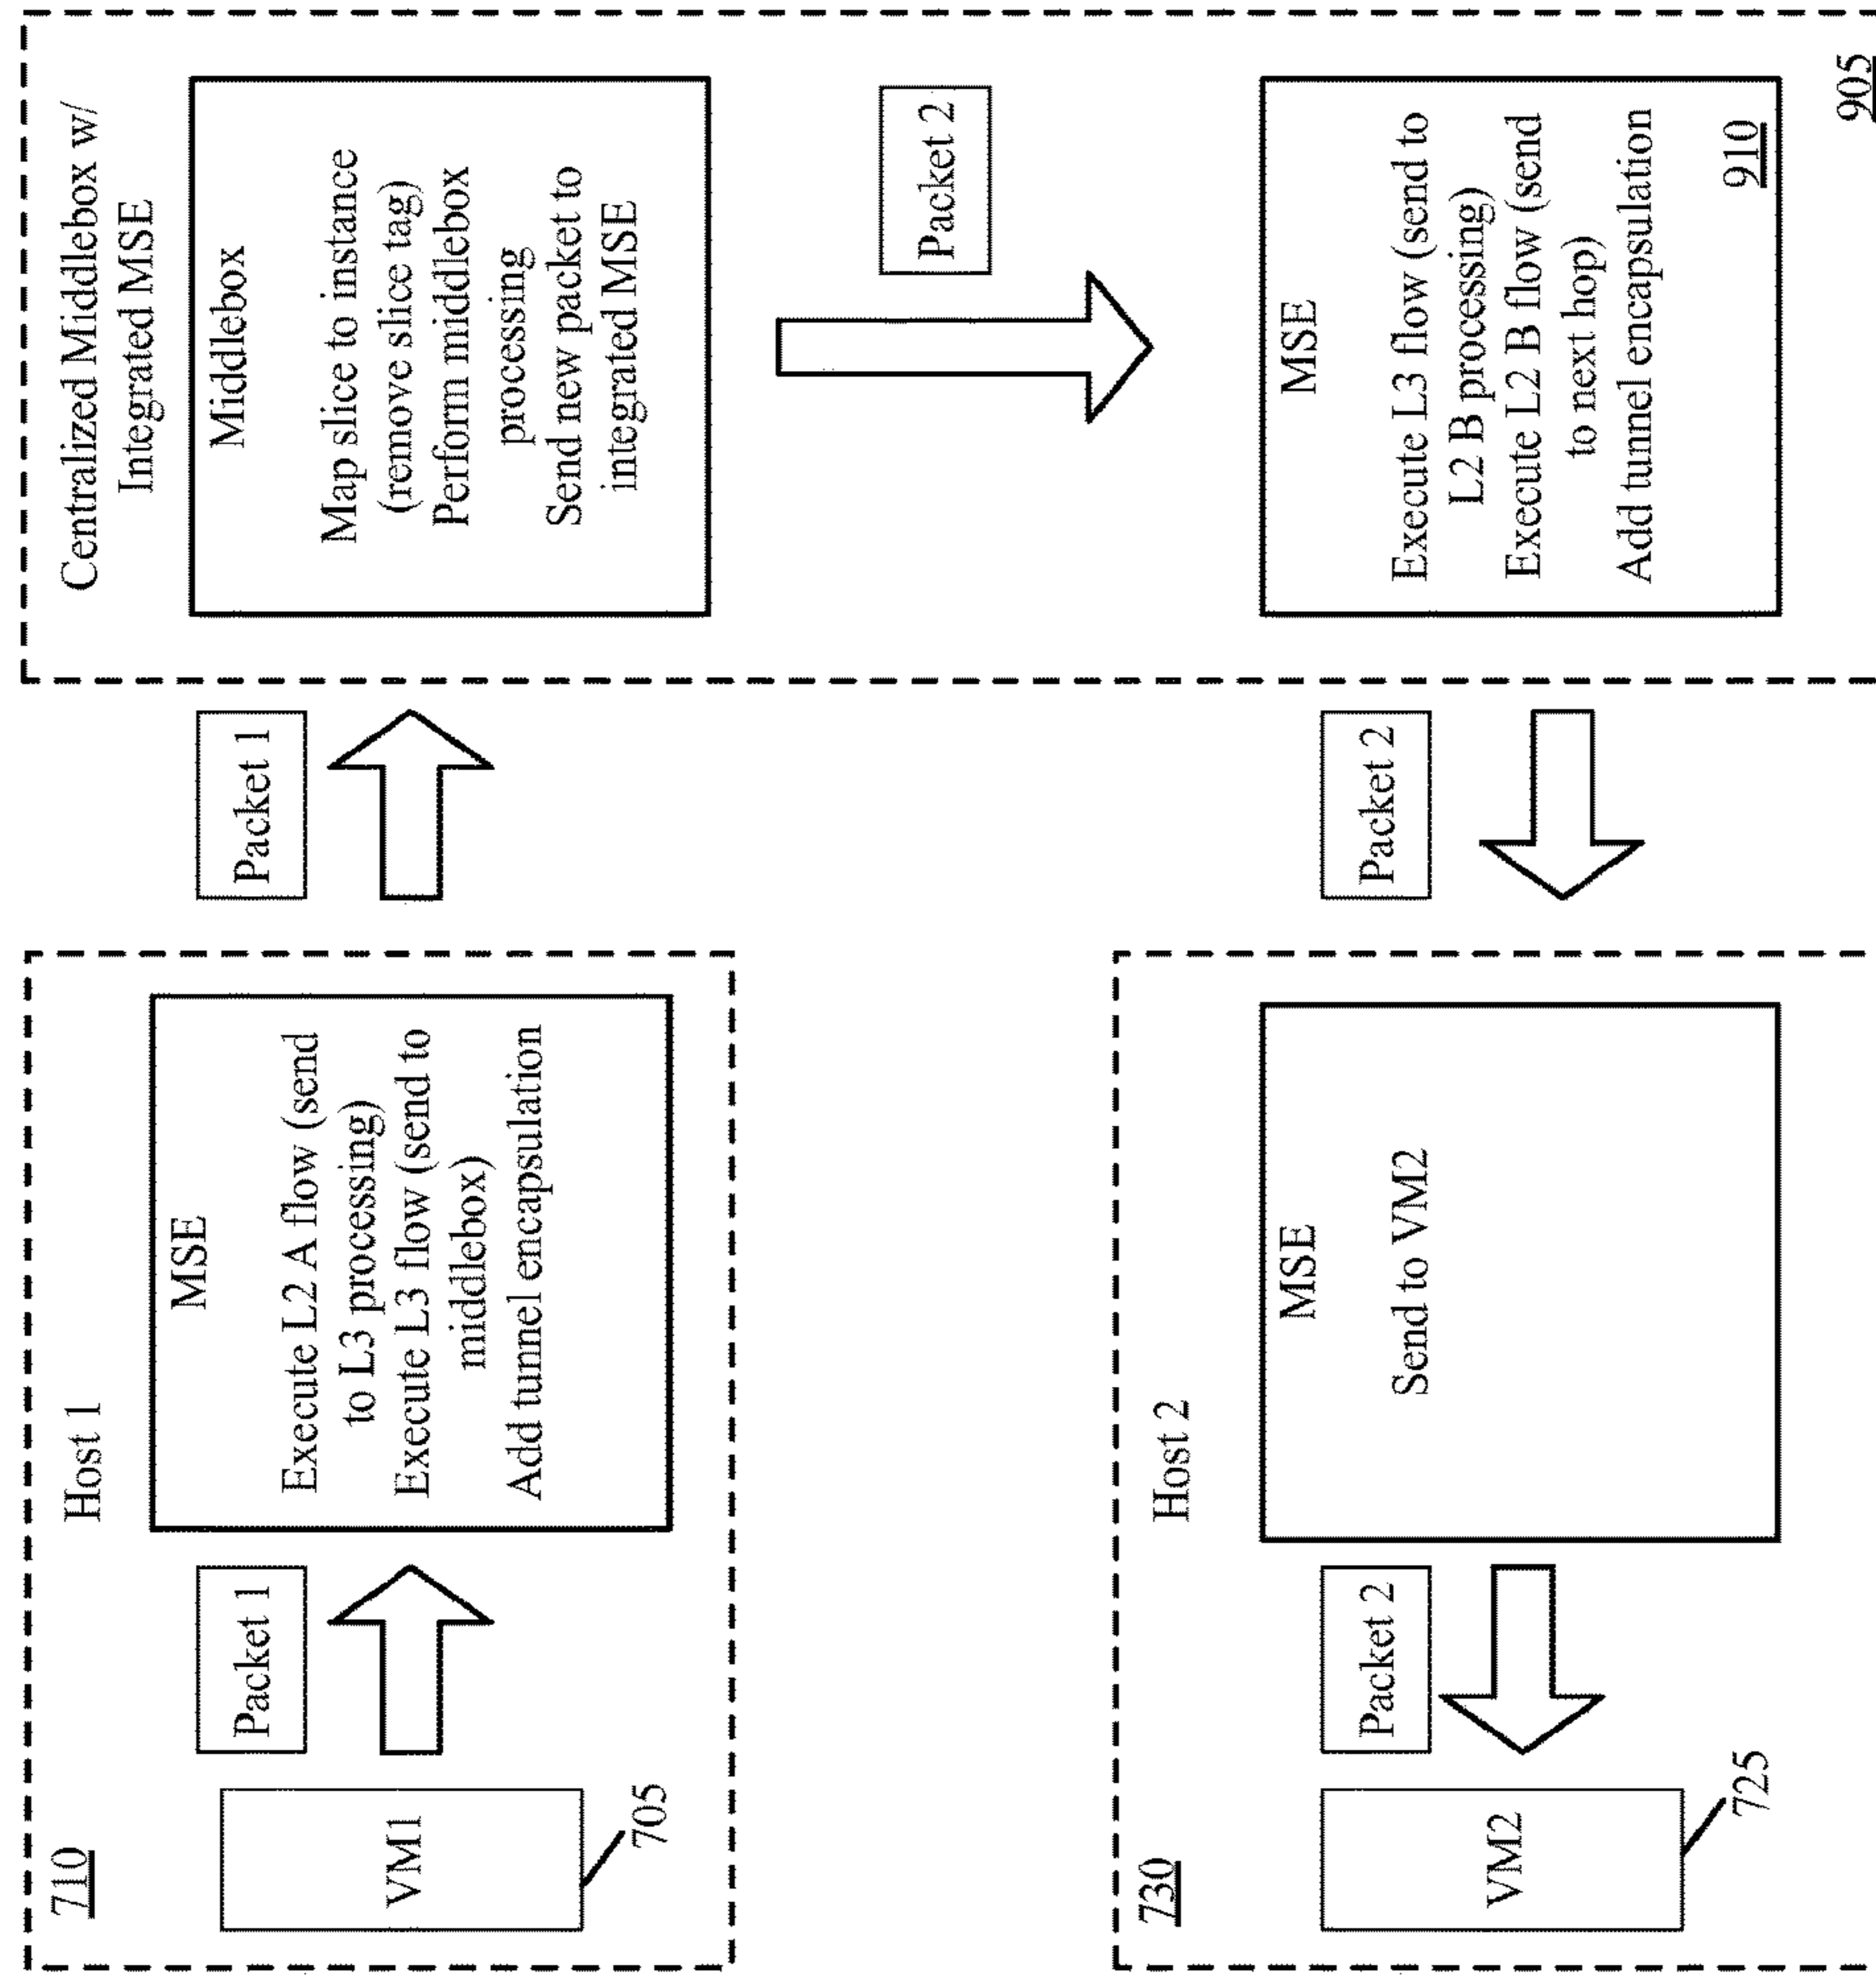 710
Host 1
VM1
705
Packet 1
MSE
Execute L2 A flow (send
to L3 processing)
Execute L3 flow (send to
middlebox)
Add tunnel encapsulation
Packet 1
Centralized Middlebox w/
Integrated MSE
Middlebox
Map slice to instance
(remove slice tag)
Perform middlebox
processing
Send new packet to
integrated MSE
Packet 2
MSE
Execute L3 flow (send to
L2 B processing)
Execute L2 B flow (send
to next hop)
Add tunnel encapsulation
910
905
Packet 2
730
Host 2
MSE
Send to VM2
Packet 2
VM2
725